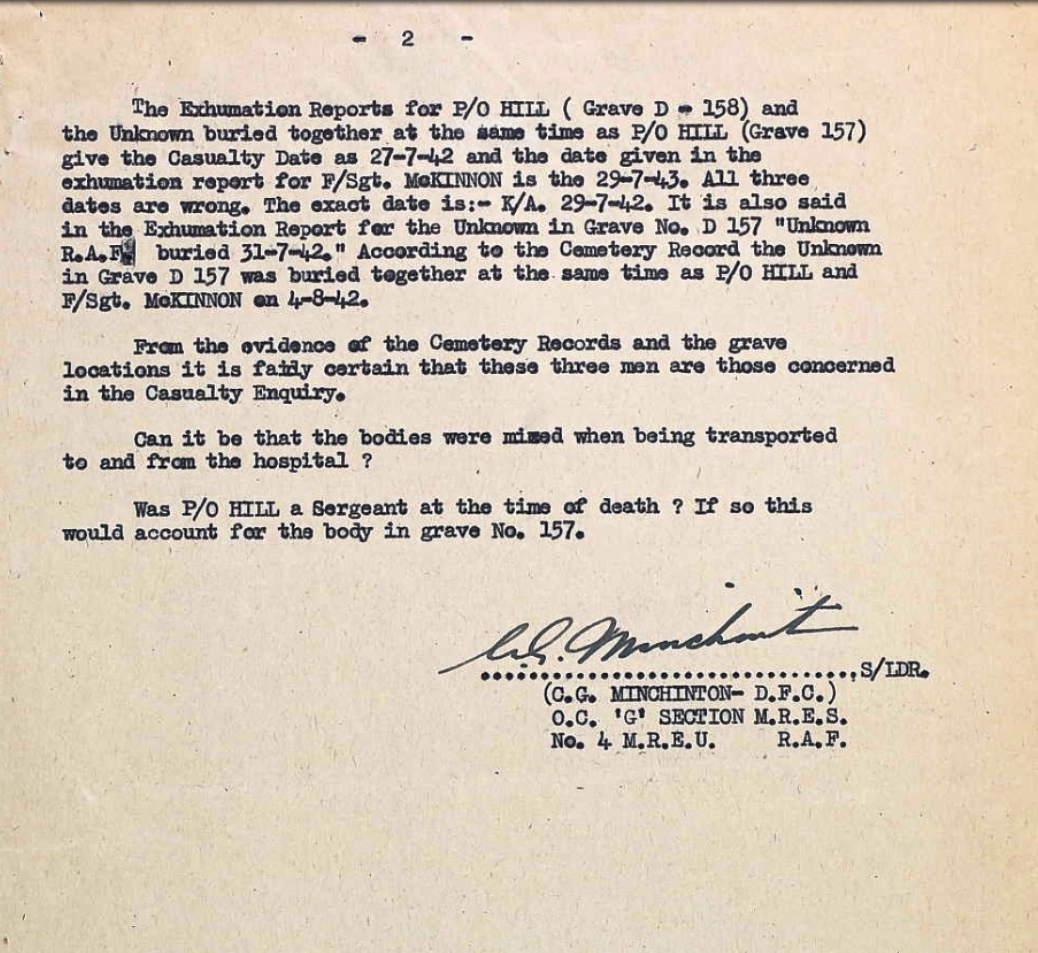 - 2 -
The Exhumation Reports for P/O HILL ( Grave D - 158) and
the Unknown buried together at the same time as P/O HILL (Grave 157)
give the Casualty Date as 27-7-42 and the date given in the
exhumation report for F/Sgt. McKINNON is the 29-7-43. All three
dates are wrong. The exact date is:- K/A. 29-7-42. It is also said
in the Exhumation Report for the Unknown in Grave No. D 157 "Unknown
R.A.F. buried 31-7-42." According to the Cemetery Record the Unknown
in Grave D 157 was buried together at the same time as P/O HILL and
F/Sgt. McKINNON on 4-8-42.
From the evidence of the Cemetery Records and the grave
locations it is fairly certain that these three men are those concerned
in the Casualty Enquiry.
Can it be that the bodies were mixed when being transported
to and from the hospital ?
Was P/O HILL a Sergeant at the time of death ? If so this
would account for the body in grave No. 157.
C.G. Minchint
..............................., S/LDR.
(C.G. MINCHINTON- D.F.C.)
O.C. 'G' SECTION M.R.E.S.
No. 4 M.R.E.U. R.A.F.